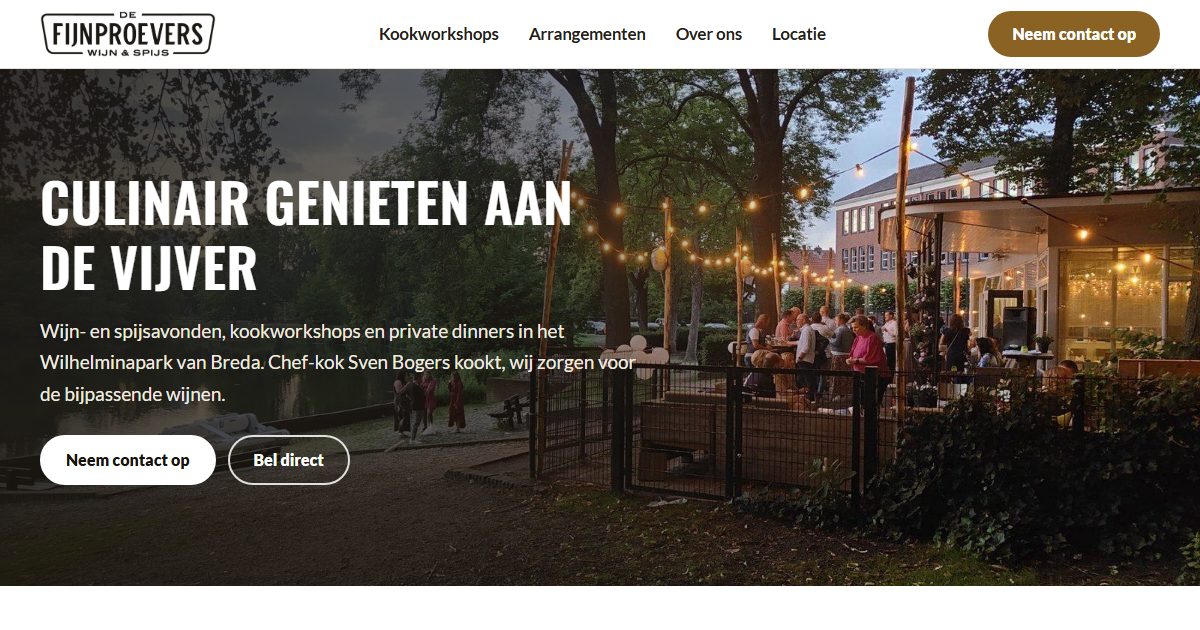 DE
FIJNPROEVERS
WIJN & SPIJS
Kookworkshops
Arrangementen
Over ons
Locatie
Neem contact op
CULINAIR GENIETEN AAN
DE VIJVER
Wijn- en spijsavonden, kookworkshops en private dinners in het
Wilhelminapark van Breda. Chef-kok Sven Bogers kookt, wij zorgen voor
de bijpassende wijnen.
Neem contact op
Bel direct